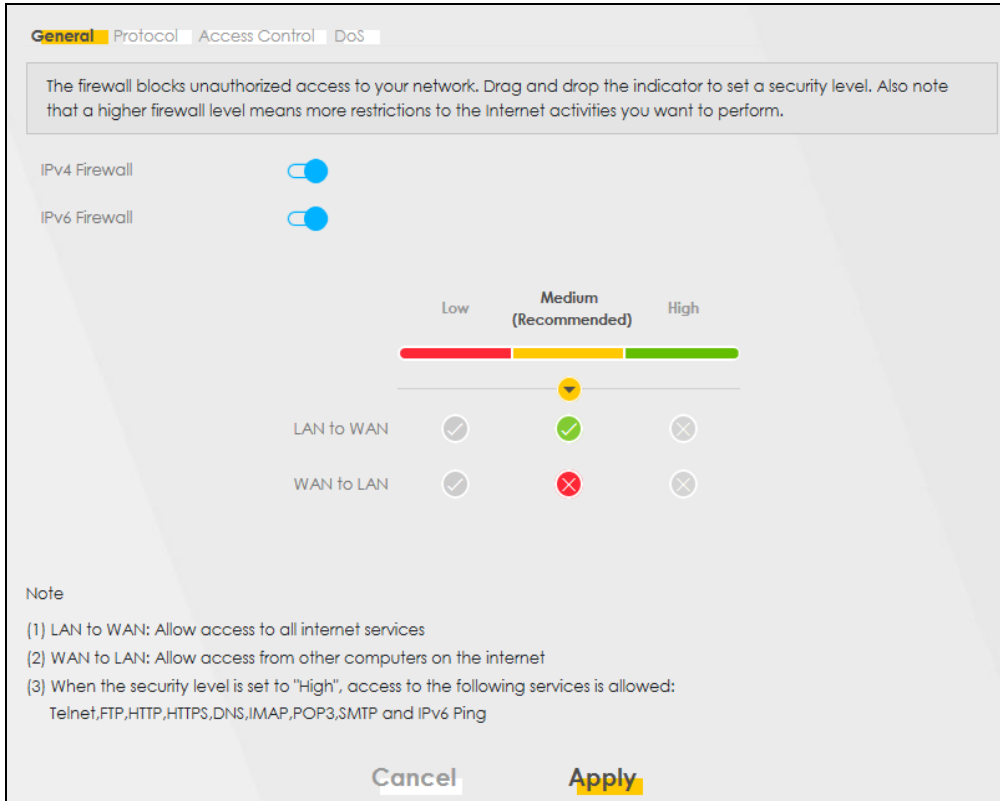 General Protocol Access Control DoS
The firewall blocks unauthorized access to your network. Drag and drop the indicator to set a security level. Also note
that a higher firewall level means more restrictions to the Internet activities you want to perform.
IPv4 Firewall
IPv6 Firewall
Low Medium High
(Recommended)
LAN to WAN
WAN to LAN
Note
(1) LAN to WAN: Allow access to all internet services
(2) WAN to LAN: Allow access from other computers on the internet
(3) When the security level is set to "High", access to the following services is allowed:
Telnet,FTP,HTTP,HTTPS,DNS,IMAP,POP3,SMTP and IPv6 Ping
Cancel Apply